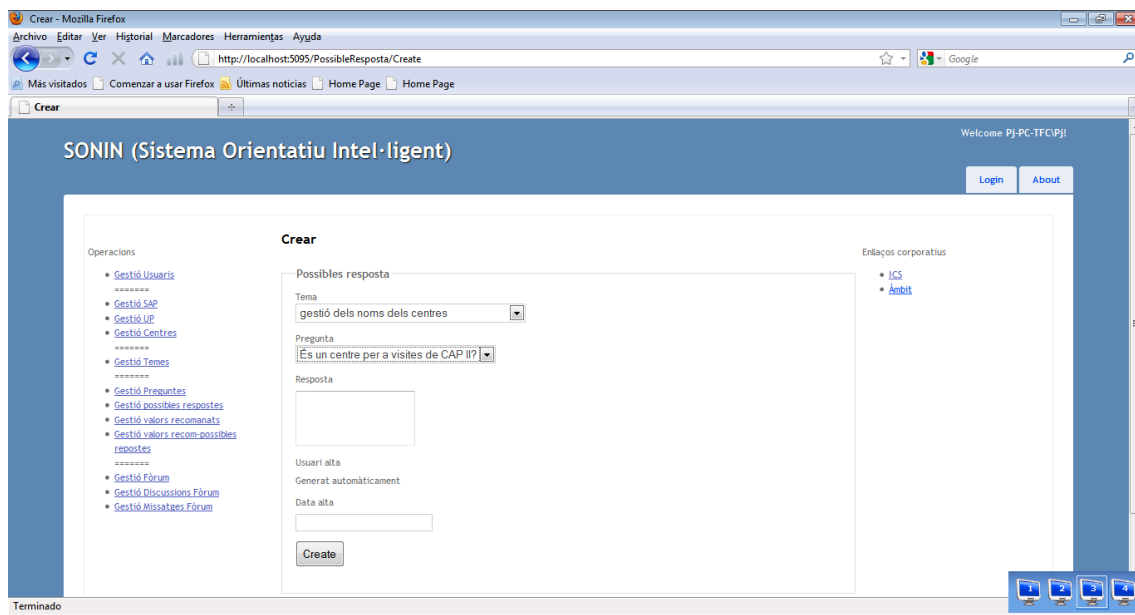 Crear - Mozilla Firefox
Archivo Editar Ver Historial Marcadores Herramientas Ayuda
http://localhost:5095/PossibleResposta/Create
Google
Más visitados Comenzar a usar Firefox Últimas noticias Home Page Home Page
Crear
Welcome Pj-PC-TFC\Pj!
SONIN (Sistema Orientatiu Intel·ligent)
Login About
Operacions
Gestió Usuaris
=======
Gestió SAP
Gestió UP
Gestió Centres
=======
Gestió Temes
=======
Gestió Preguntes
Gestió possibles respostes
Gestió valors recomanats
Gestió valors recom-possibles
repostes
=======
Gestió Fòrum
Gestió Discussions Fòrum
Gestió Missatges Fòrum
Crear
Possibles resposta
Tema
gestió dels noms dels centres
Pregunta
És un centre per a visites de CAP II?
Resposta
Usuari alta
Generat automàticament
Data alta
Create
Enllaços corporatius
ICS
Àmbit
Terminado
1 2 3 4